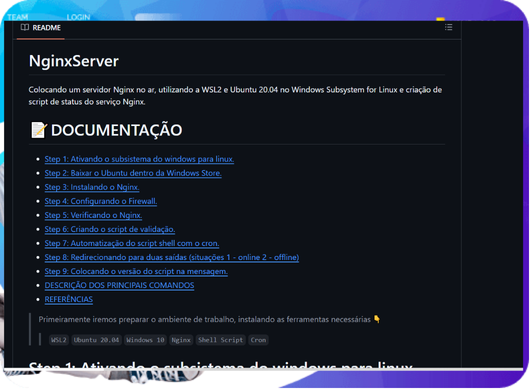 TEAM LOGIN
README
NginxServer
Colocando um servidor Nginx no ar, utilizando a WSL2 e Ubuntu 20.04 no Windows Subsystem for Linux e criação de
script de status do serviço Nginx.
📝 DOCUMENTAÇÃO
Step 1: Ativando o subsistema do windows para linux.
Step 2: Baixar o Ubuntu dentro da Windows Store.
Step 3: Instalando o Nginx.
Step 4: Configurando o Firewall.
Step 5: Verificando o Nginx.
Step 6: Criando o script de validação.
Step 7: Automatização do script shell com o cron.
Step 8: Redirecionando para duas saídas (situações 1 - online 2 - offline)
Step 9: Colocando o versão do script na mensagem.
DESCRIÇÃO DOS PRINCIPAIS COMANDOS
REFERÊNCIAS
Primeiramente iremos preparar o ambiente de trabalho, instalando as ferramentas necessárias 👇
WSL2 Ubuntu 20.04 Windows 10 Nginx Shell Script Cron
Step 1: Ativando o subsistema do windows para linux